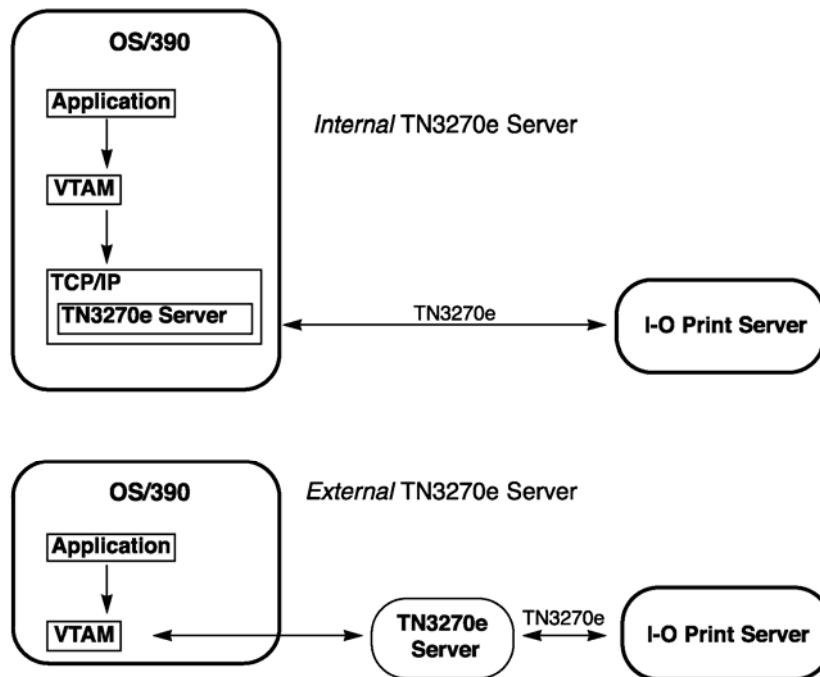 OS/390
Application
Internal TN3270e Server
VTAM
TCP/IP
TN3270e Server
TN3270e
I-O Print Server
OS/390
External TN3270e Server
Application
VTAM
TN3270e
Server
TN3270e
I-O Print Server